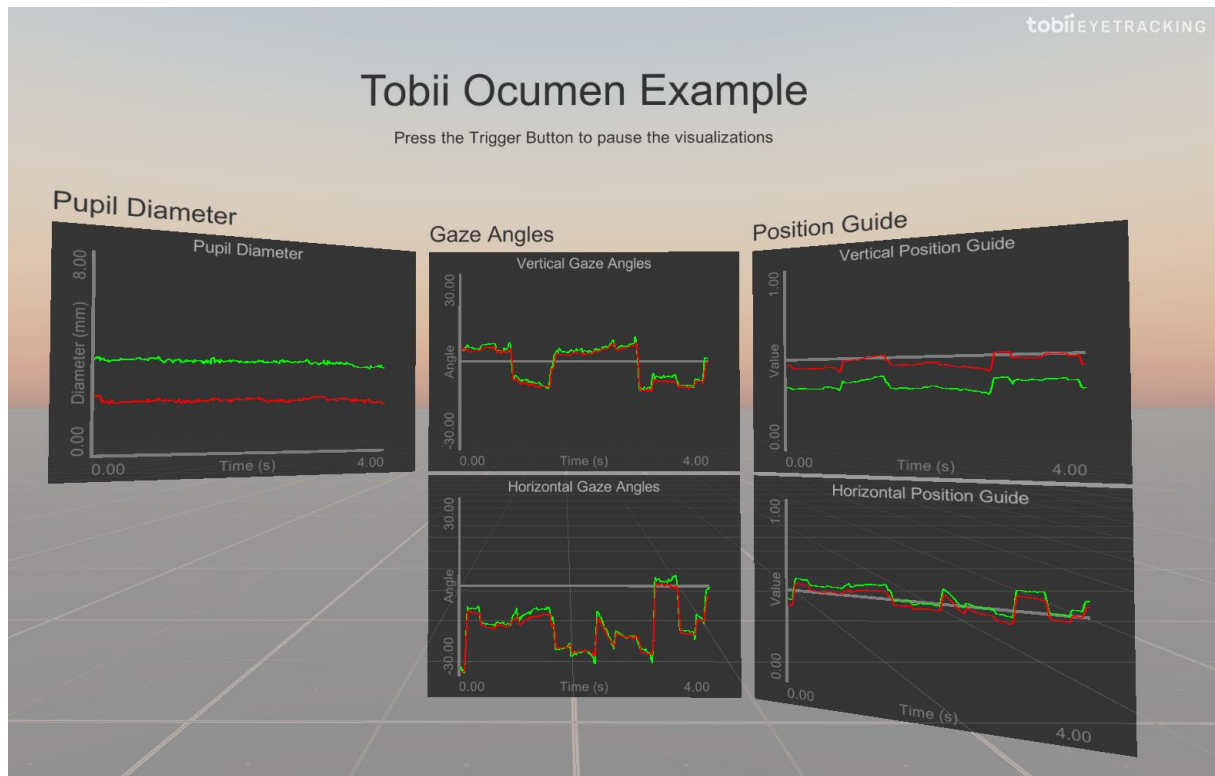 tobii EYETRACKING
Tobii Ocumen Example
Press the Trigger Button to pause the visualizations
Pupil Diameter
Pupil Diameter
8.00
Diameter (mm)
0.00
0.00
Time (s)
4.00
Gaze Angles
Vertical Gaze Angles
30.00
Angle
-30.00
0.00
Time (s)
4.00
Horizontal Gaze Angles
30.00
Angle
-30.00
0.00
Time (s)
4.00
Position Guide
Vertical Position Guide
1.00
Value
0.00
0.00
Time (s)
4.00
Horizontal Position Guide
1.00
Value
0.00
0.00
Time (s)
4.00